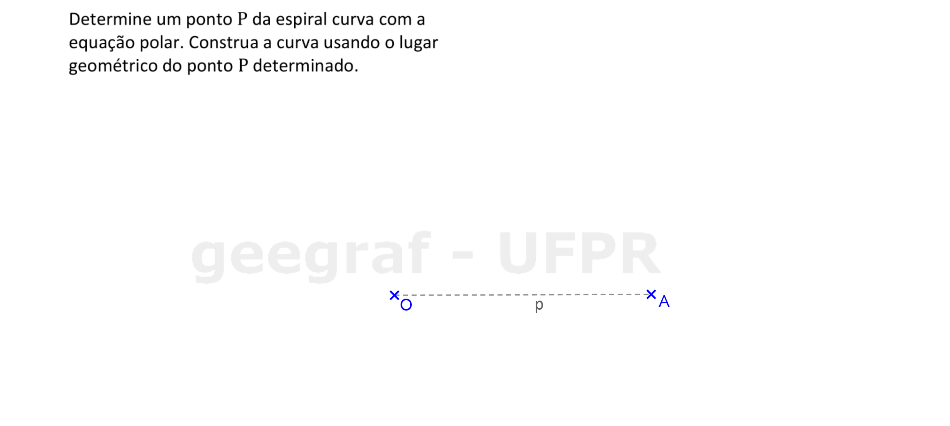 Determine um ponto P da espiral curva com a
equação polar. Construa a curva usando o lugar
geométrico do ponto P determinado.
geegraf - UFPR
O
p
A